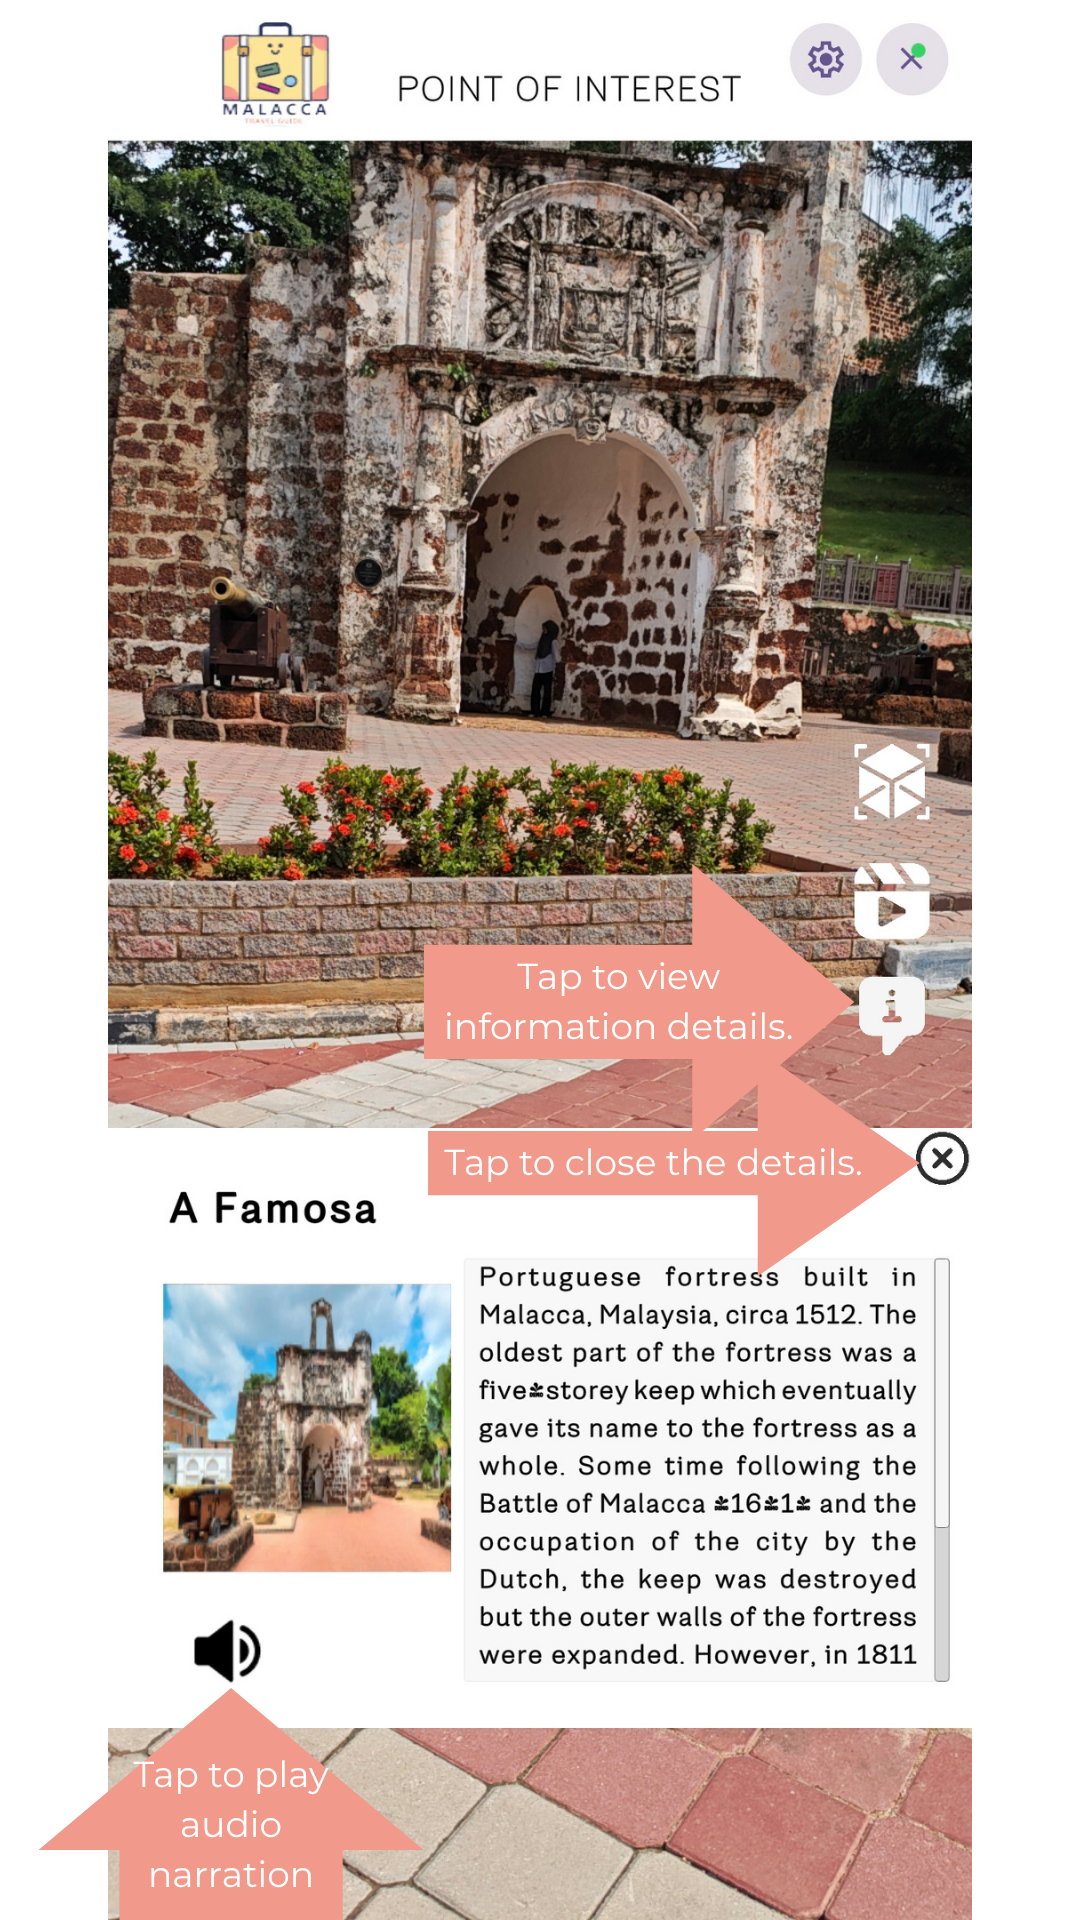 MALACCA
TRAVEL GUIDE
POINT OF INTEREST
Tap to view
information details.
Tap to close the details.
A Famosa
Portuguese fortress built in
Malacca, Malaysia, circa 1512. The
oldest part of the fortress was a
five storey keep which eventually
gave its name to the fortress as a
whole. Some time following the
Battle of Malacca 16 1 and the
occupation of the city by the
Dutch, the keep was destroyed
but the outer walls of the fortress
were expanded. However, in 1811
Tap to play
audio
narration